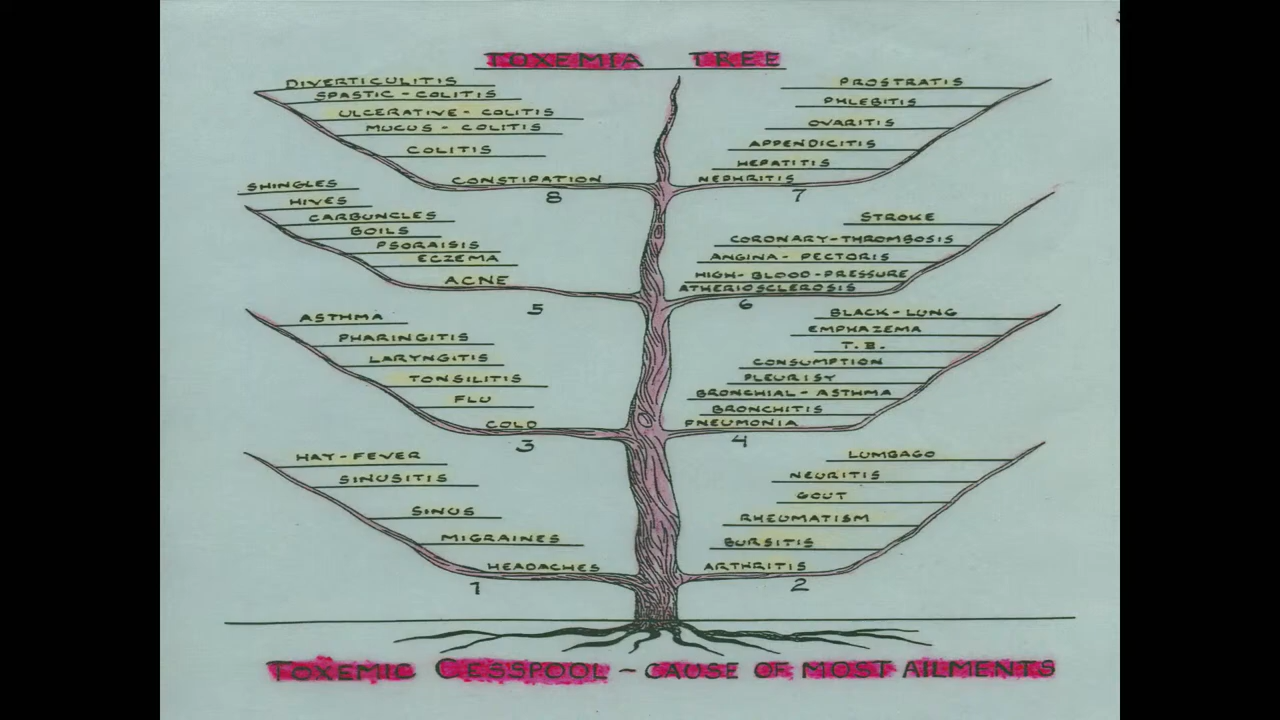 TOXEMIA TREE
DIVERTICULITIS
SPASTIC - COLITIS
ULCERATIVE - COLITIS
MUCUS - COLITIS
COLITIS
CONSTIPATION
8
PROSTRATIS
PHLEBITIS
OVARITIS
APPENDICITIS
HEPATITIS
NEPHRITIS
7
SHINGLES
HIVES
CARBUNCLES
BOILS
PSORAISIS
ECZEMA
ACNE
5
STROKE
CORONARY-THROMBOSIS
ANGINA - PECTORIS
HIGH-BLOOD-PRESSURE
ATHERIOSCLEROSIS
6
ASTHMA
PHARINGITIS
LARYNGITIS
TONSILITIS
FLU
COLD
3
BLACK-LUNG
EMPHAZEMA
T.B.
CONSUMPTION
PLEURISY
BRONCHIAL - ASTHMA
BRONCHITIS
PNEUMONIA
4
HAY-FEVER
SINUSITIS
SINUS
MIGRAINES
HEADACHES
1
LUMBAGO
NEURITIS
GOUT
RHEUMATISM
BURSITIS
ARTHRITIS
2
TOXEMIC CESSPOOL - CAUSE OF MOST AILMENTS